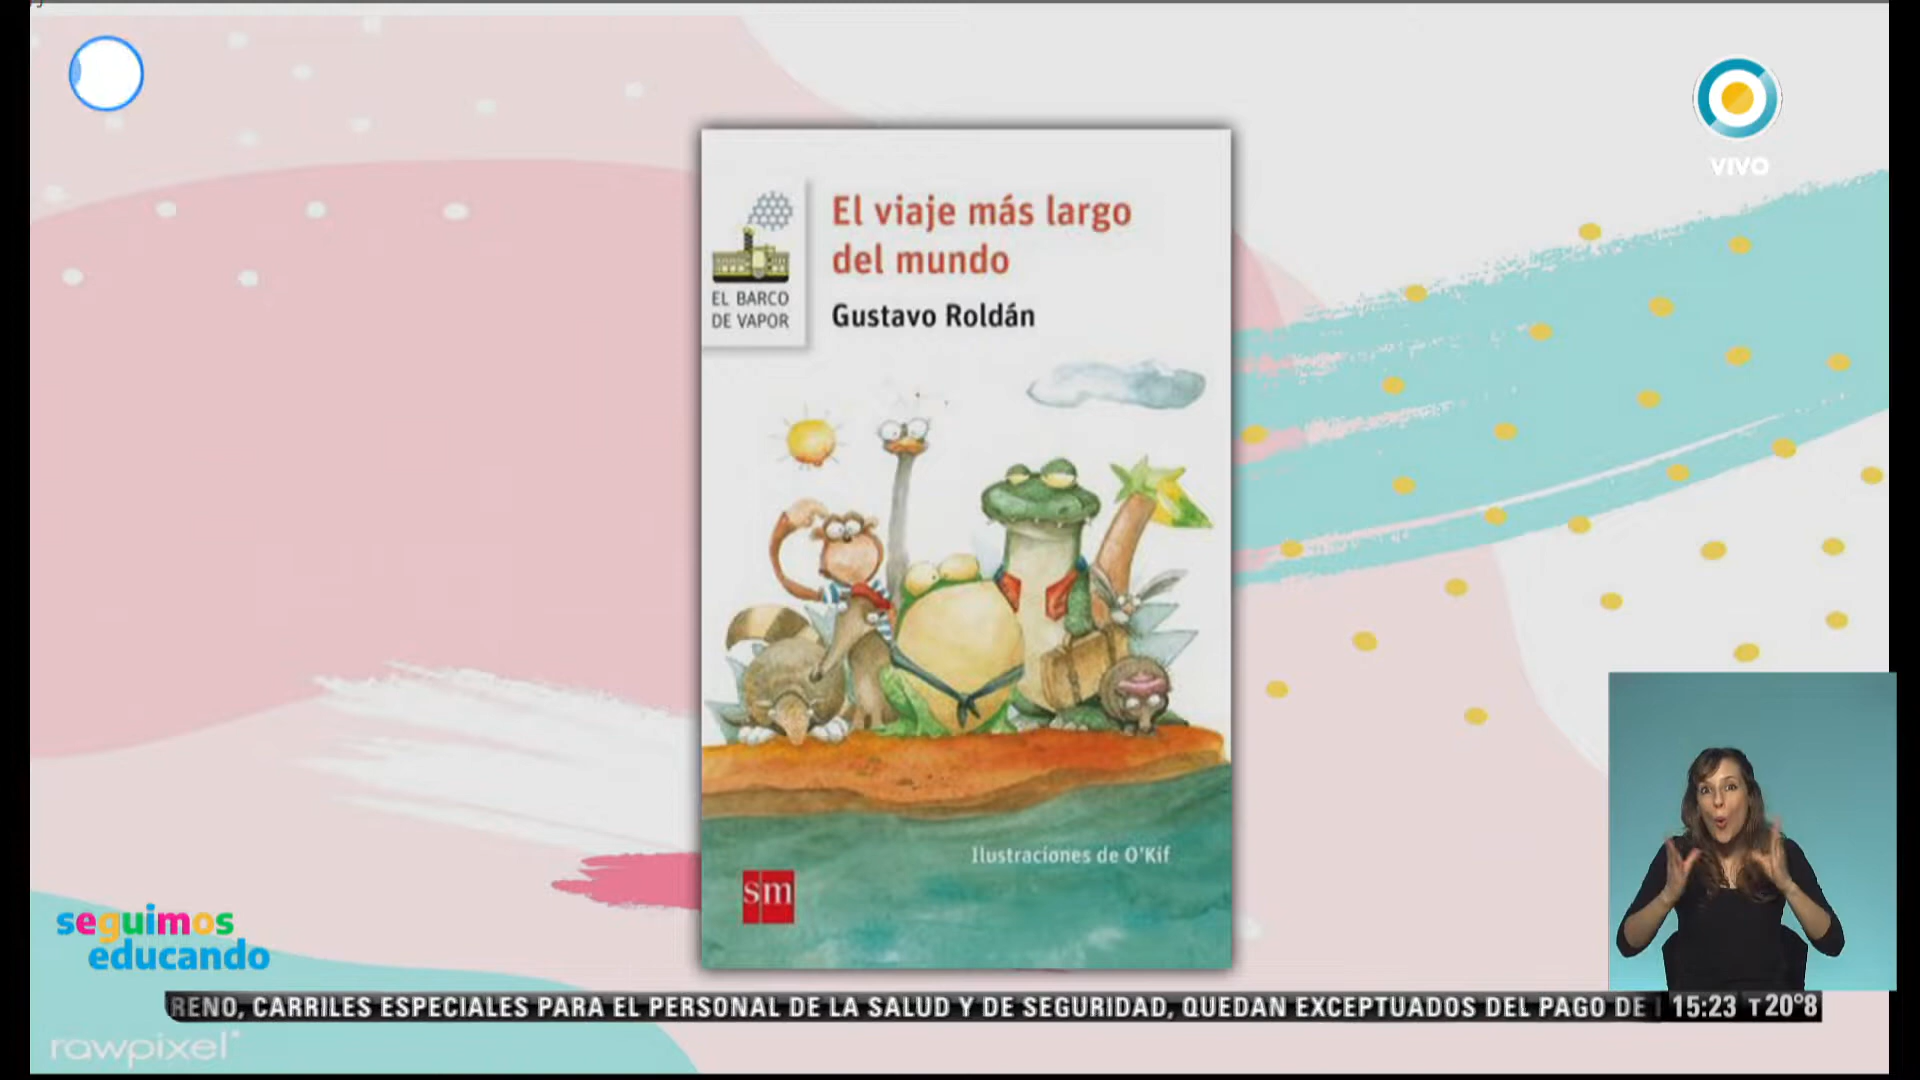 VIVO
El viaje más largo
del mundo
Gustavo Roldán
EL BARCO
DE VAPOR
Ilustraciones de O'Kif
sm
seguimos
educando
RENO, CARRILES ESPECIALES PARA EL PERSONAL DE LA SALUD Y DE SEGURIDAD, QUEDAN EXCEPTUADOS DEL PAGO DE
15:23 T20°8
rawpixel